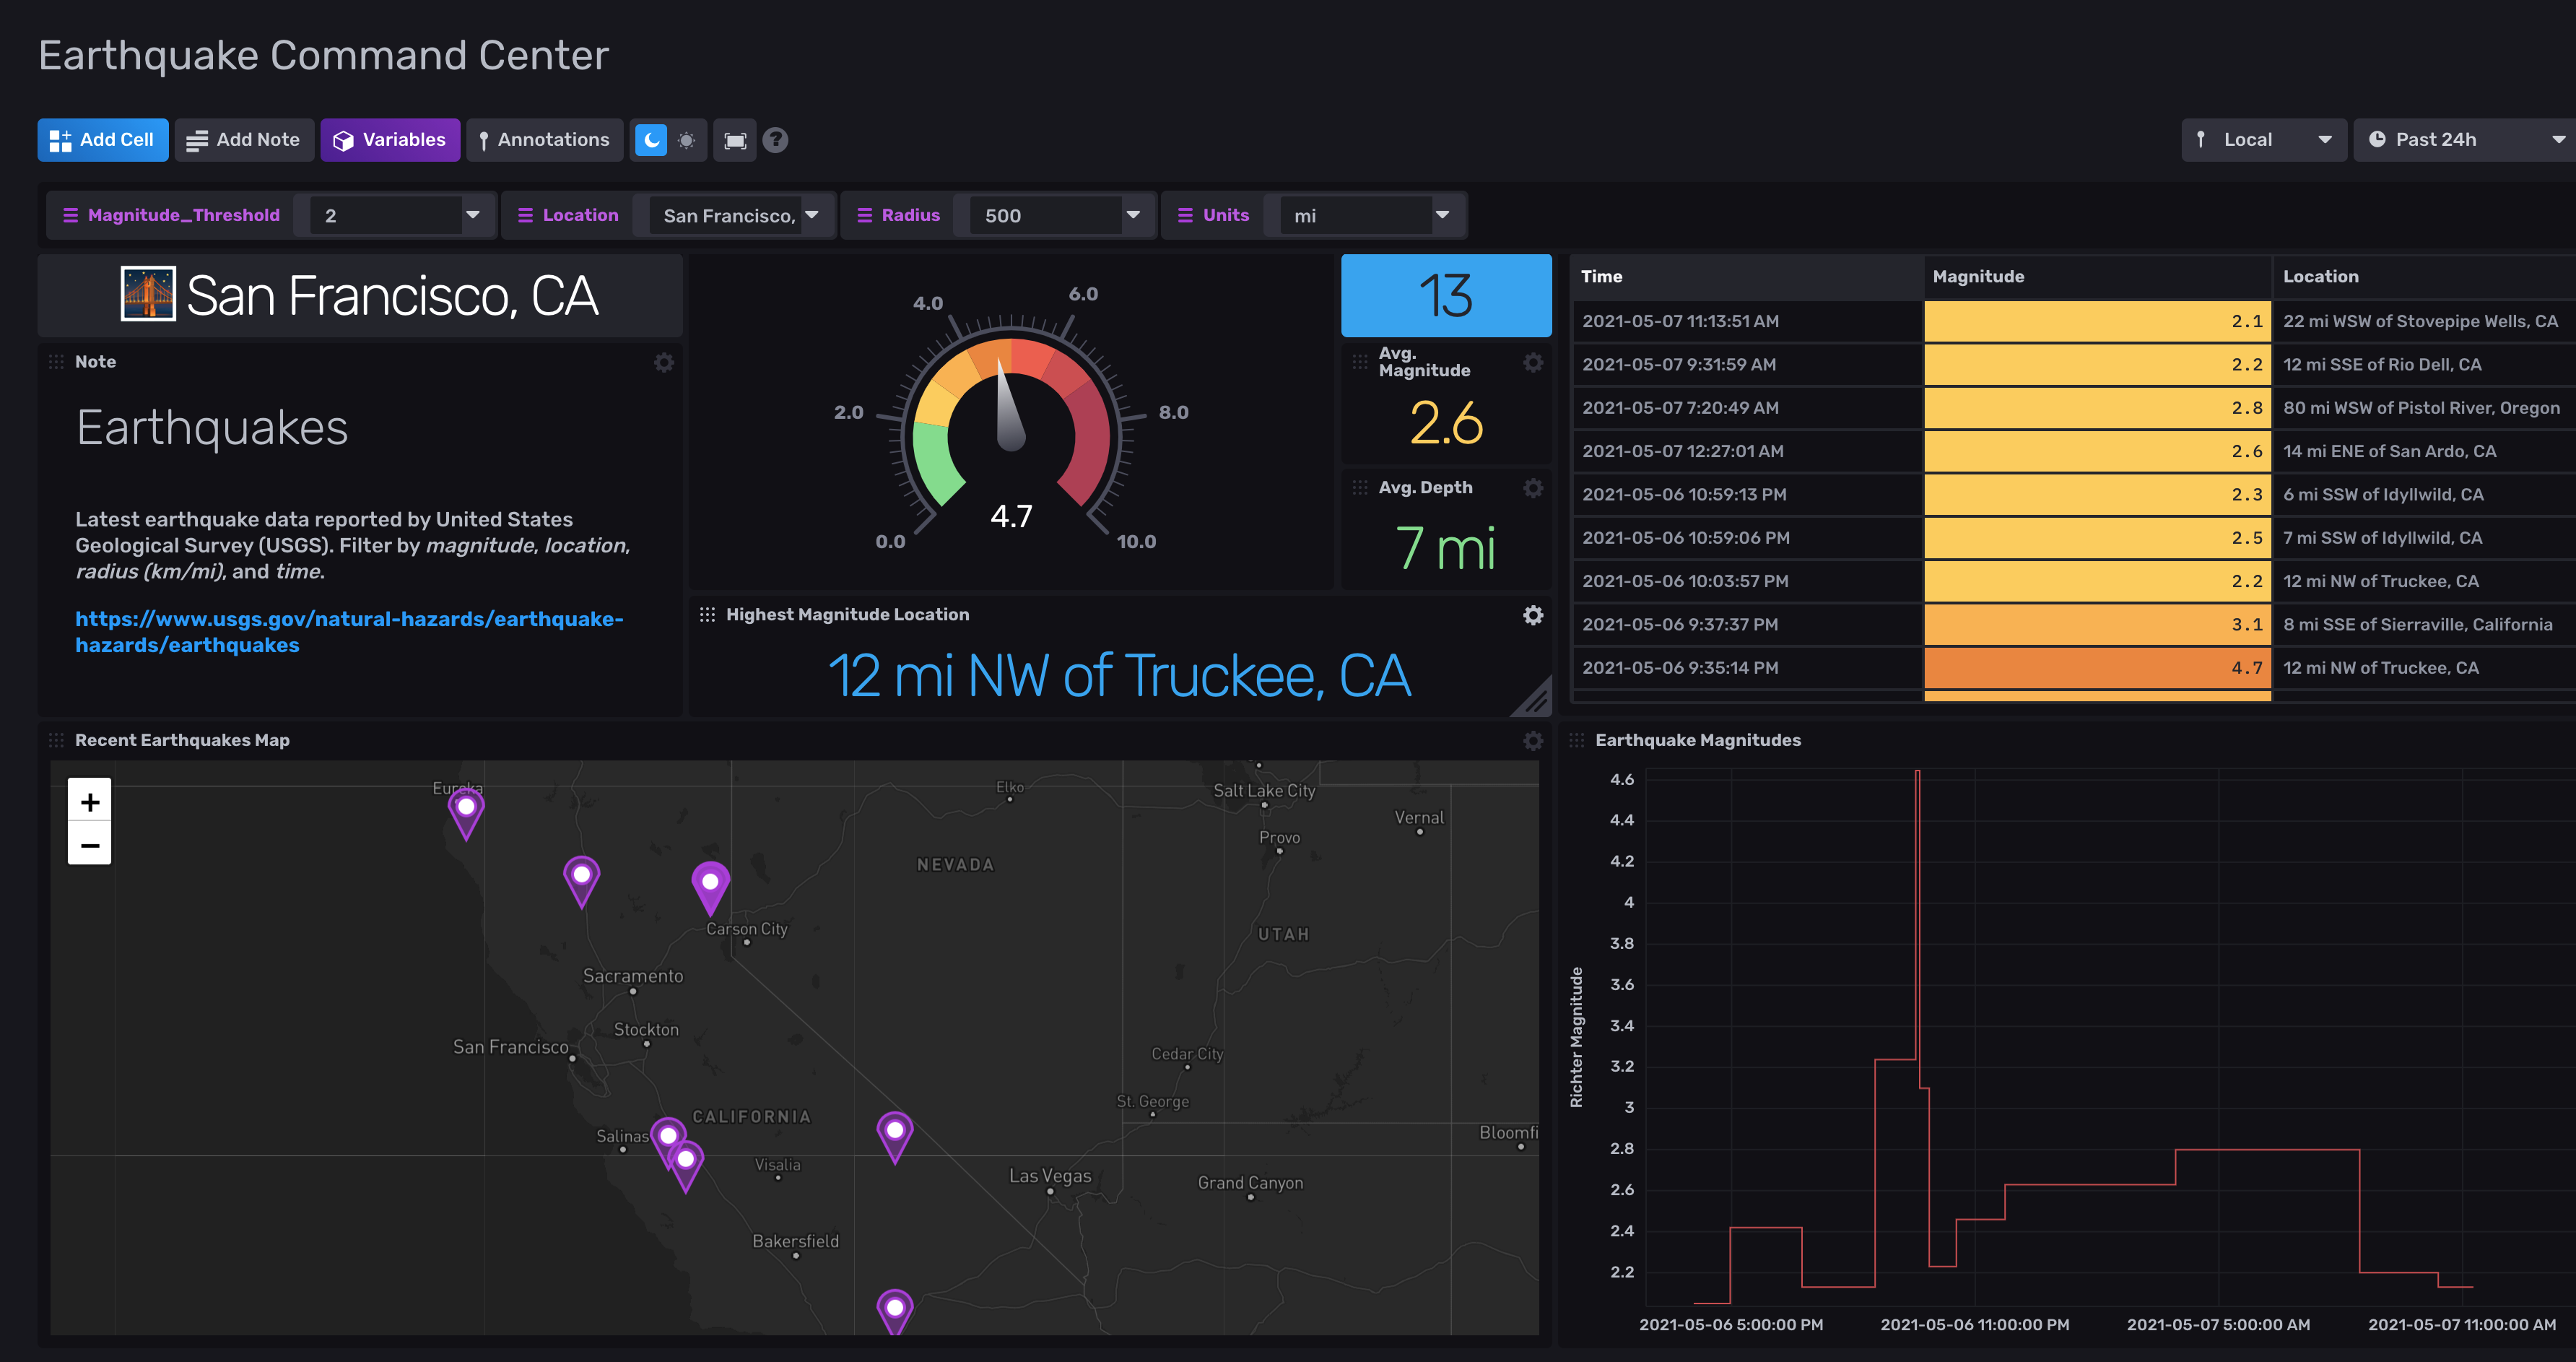 Earthquake Command Center
Add Cell
Add Note
Variables
Annotations
?
Local
Past 24h
Magnitude_Threshold
2
Location
San Francisco,
Radius
500
Units
mi
San Francisco, CA
Note
Earthquakes
Latest earthquake data reported by United States
Geological Survey (USGS). Filter by magnitude, location,
radius (km/mi), and time.
https://www.usgs.gov/natural-hazards/earthquake-
hazards/earthquakes
4.0
6.0
2.0
8.0
0.0
10.0
4.7
13
Avg.
Magnitude
2.6
Avg. Depth
7 mi
Highest Magnitude Location
12 mi NW of Truckee, CA
Time Magnitude Location
2021-05-07 11:13:51 AM 2.1 22 mi WSW of Stovepipe Wells, CA
2021-05-07 9:31:59 AM 2.2 12 mi SSE of Rio Dell, CA
2021-05-07 7:20:49 AM 2.8 80 mi WSW of Pistol River, Oregon
2021-05-07 12:27:01 AM 2.6 14 mi ENE of San Ardo, CA
2021-05-06 10:59:13 PM 2.3 6 mi SSW of Idyllwild, CA
2021-05-06 10:59:06 PM 2.5 7 mi SSW of Idyllwild, CA
2021-05-06 10:03:57 PM 2.2 12 mi NW of Truckee, CA
2021-05-06 9:37:37 PM 3.1 8 mi SSE of Sierraville, California
2021-05-06 9:35:14 PM 4.7 12 mi NW of Truckee, CA
Recent Earthquakes Map
+
−
Eureka
Elko
Salt Lake City
Vernal
Provo
NEVADA
Carson City
UTAH
Sacramento
Stockton
San Francisco
Cedar City
St. George
CALIFORNIA
Salinas
Bloomfi
Visalia
Las Vegas
Grand Canyon
Bakersfield
Earthquake Magnitudes
Richter Magnitude
4.6
4.4
4.2
4
3.8
3.6
3.4
3.2
3
2.8
2.6
2.4
2.2
2021-05-06 5:00:00 PM
2021-05-06 11:00:00 PM
2021-05-07 5:00:00 AM
2021-05-07 11:00:00 AM